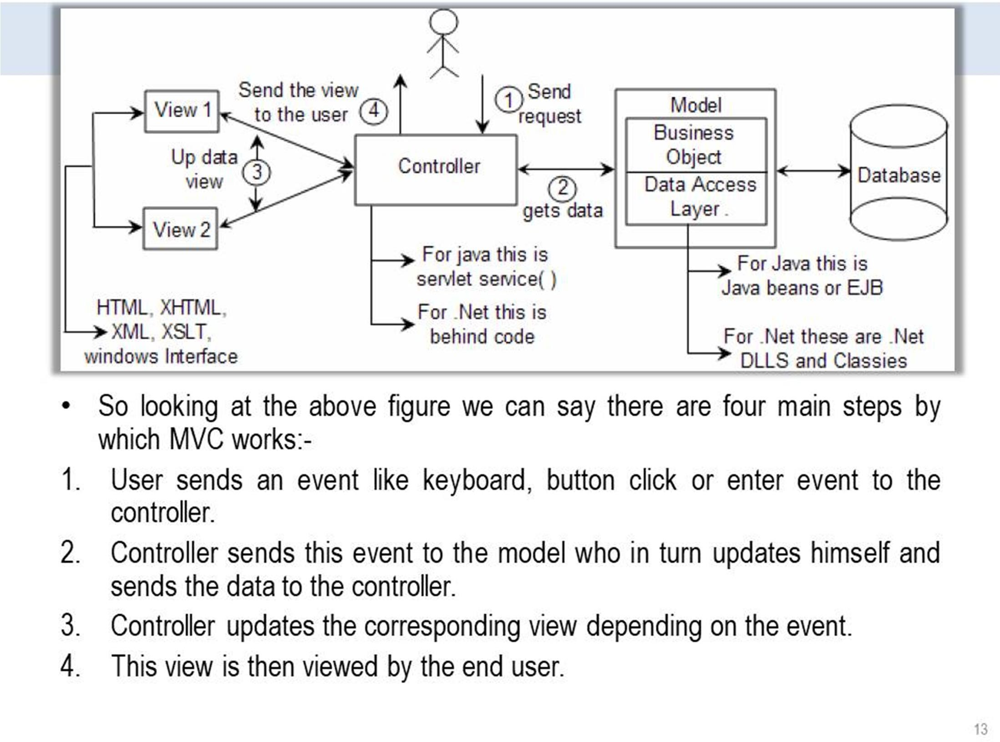 Send the view
to the user
4
1
Send
request
View 1
Up data
view
3
View 2
Controller
2
gets data
Model
Business
Object
Data Access
Layer .
Database
For java this is
servlet service( )
For .Net this is
behind code
For Java this is
Java beans or EJB
For .Net these are .Net
DLLS and Classies
HTML, XHTML,
XML, XSLT,
windows Interface
• So looking at the above figure we can say there are four main steps by
which MVC works:-
1. User sends an event like keyboard, button click or enter event to the
controller.
2. Controller sends this event to the model who in turn updates himself and
sends the data to the controller.
3. Controller updates the corresponding view depending on the event.
4. This view is then viewed by the end user.
13